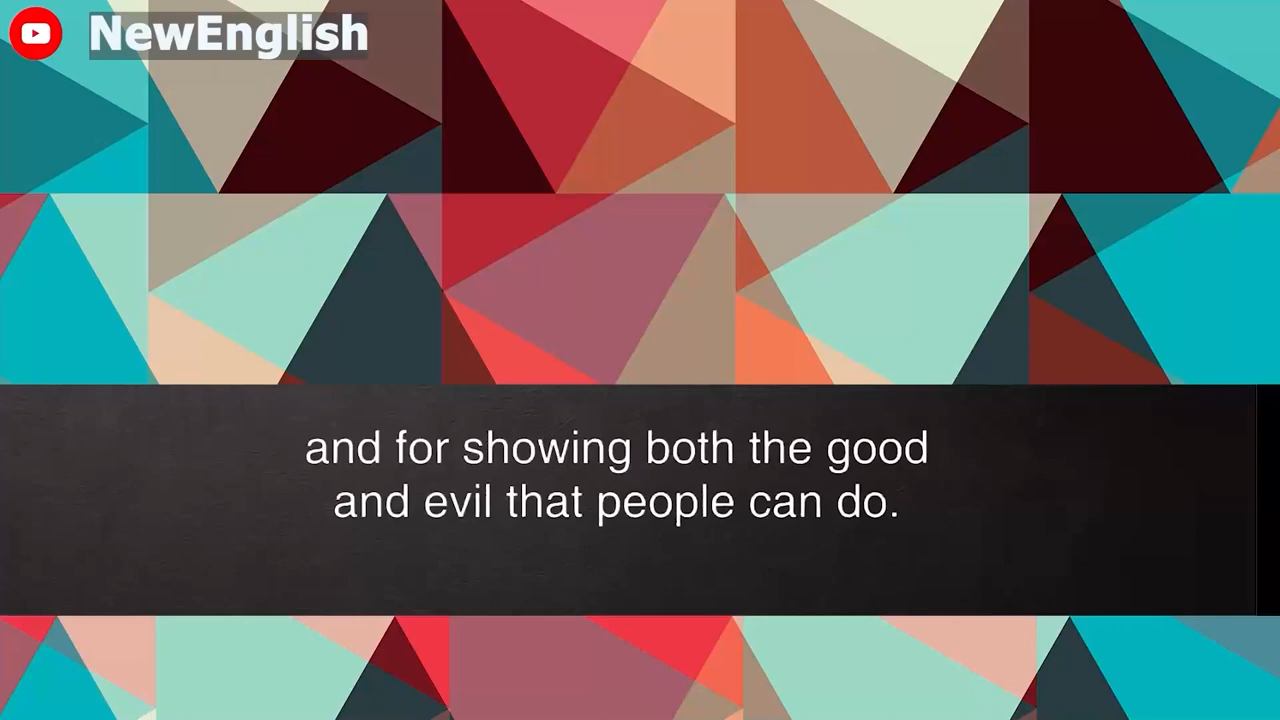 NewEnglish
and for showing both the good
and evil that people can do.